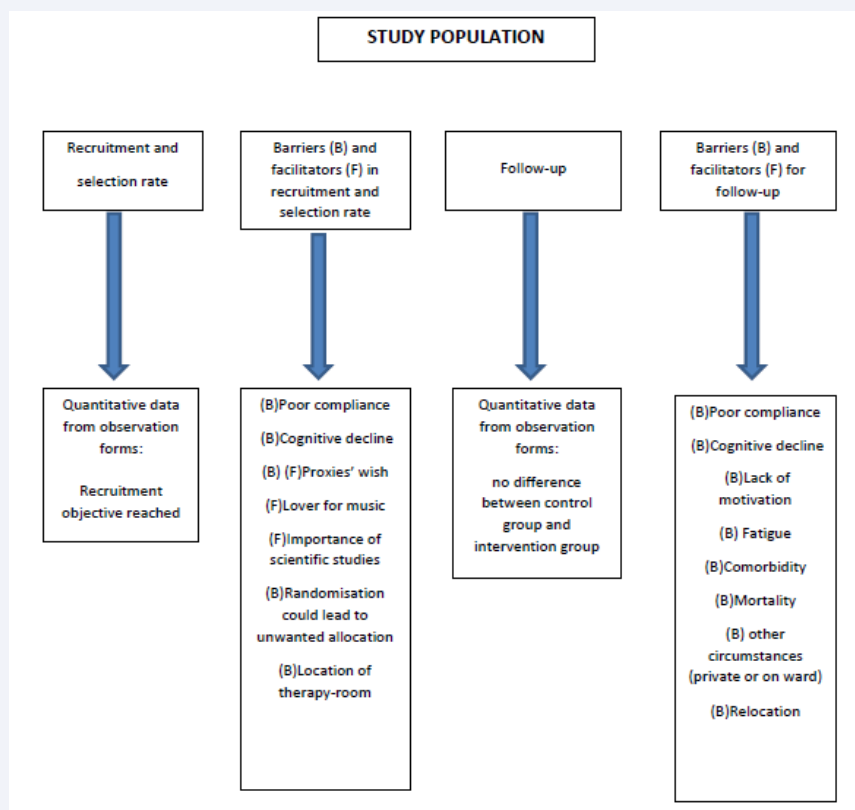 STUDY POPULATION
Recruitment and
selection rate
Barriers (B) and
facilitators (F) in
recruitment and
selection rate
Follow-up
Barriers (B) and
facilitators (F) for
follow-up
Quantitative data
from observation
forms:
Recruitment
objective reached
(B)Poor compliance
(B)Cognitive decline
(B) (F)Proxies' wish
(F)Lover for music
(F)Importance of
scientific studies
(B)Randomisation
could lead to
unwanted allocation
(B)Location of
therapy-room
Quantitative data
from observation
forms:
no difference
between control
group and
intervention group
(B)Poor compliance
(B)Cognitive decline
(B)Lack of
motivation
(B) Fatigue
(B)Comorbidity
(B)Mortality
(B) other
circumstances
(private or on ward)
(B)Relocation